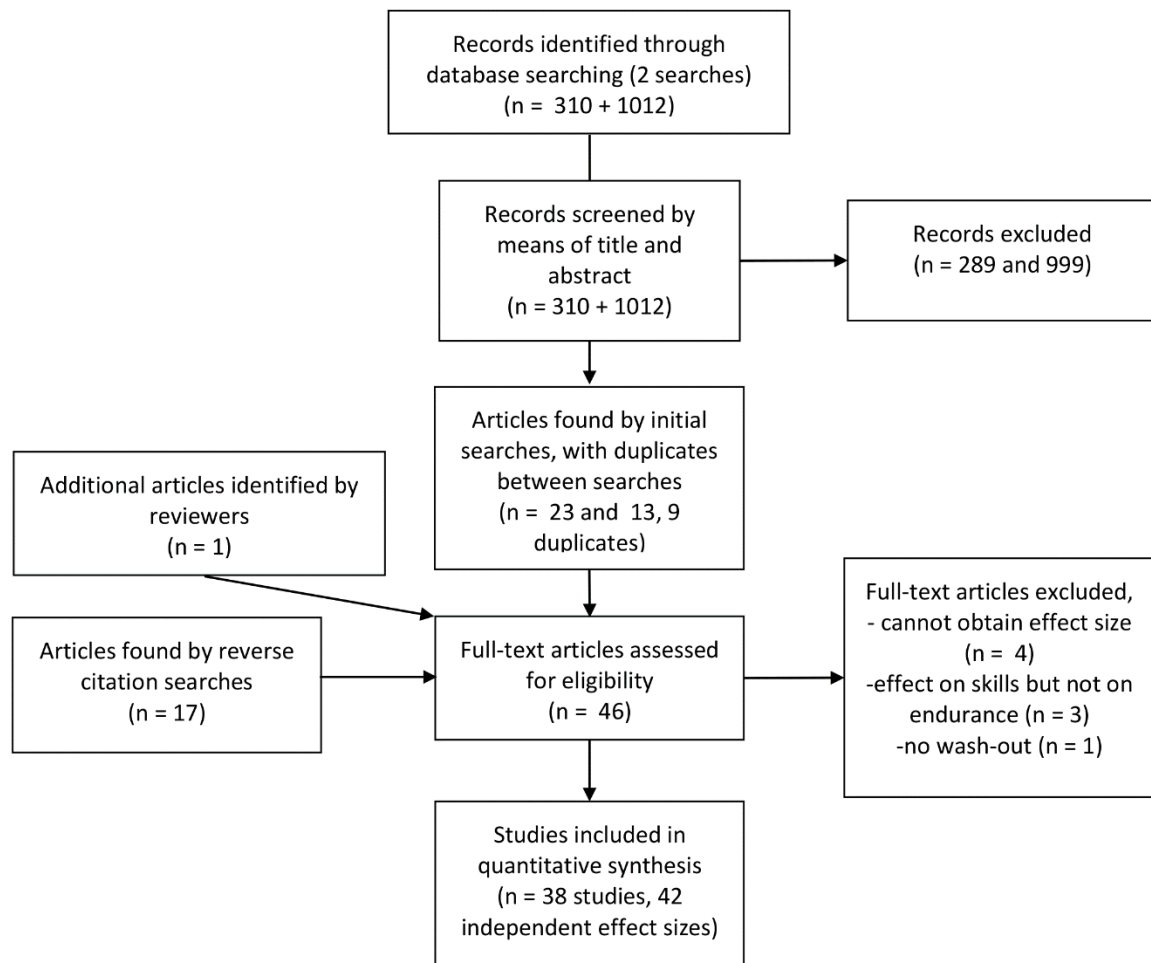 Records identified through
database searching (2 searches)
(n = 310 + 1012)
Records screened by
means of title and
abstract
(n = 310 + 1012)
Records excluded
(n = 289 and 999)
Articles found by initial
searches, with duplicates
between searches
(n = 23 and 13, 9
duplicates)
Additional articles identified by
reviewers
(n = 1)
Articles found by reverse
citation searches
(n = 17)
Full-text articles assessed
for eligibility
(n = 46)
Full-text articles excluded,
- cannot obtain effect size
(n = 4)
-effect on skills but not on
endurance (n = 3)
-no wash-out (n = 1)
Studies included in
quantitative synthesis
(n = 38 studies, 42
independent effect sizes)